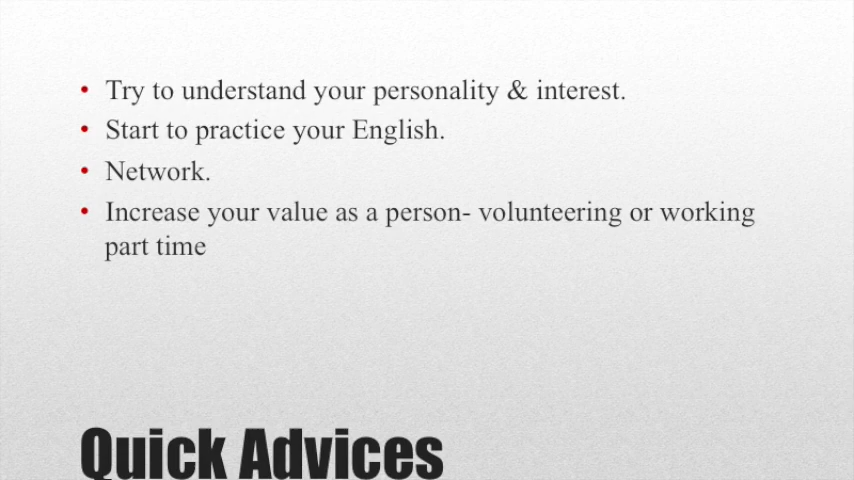 • Try to understand your personality & interest.
• Start to practice your English.
• Network.
• Increase your value as a person- volunteering or working
part time
Quick Advices